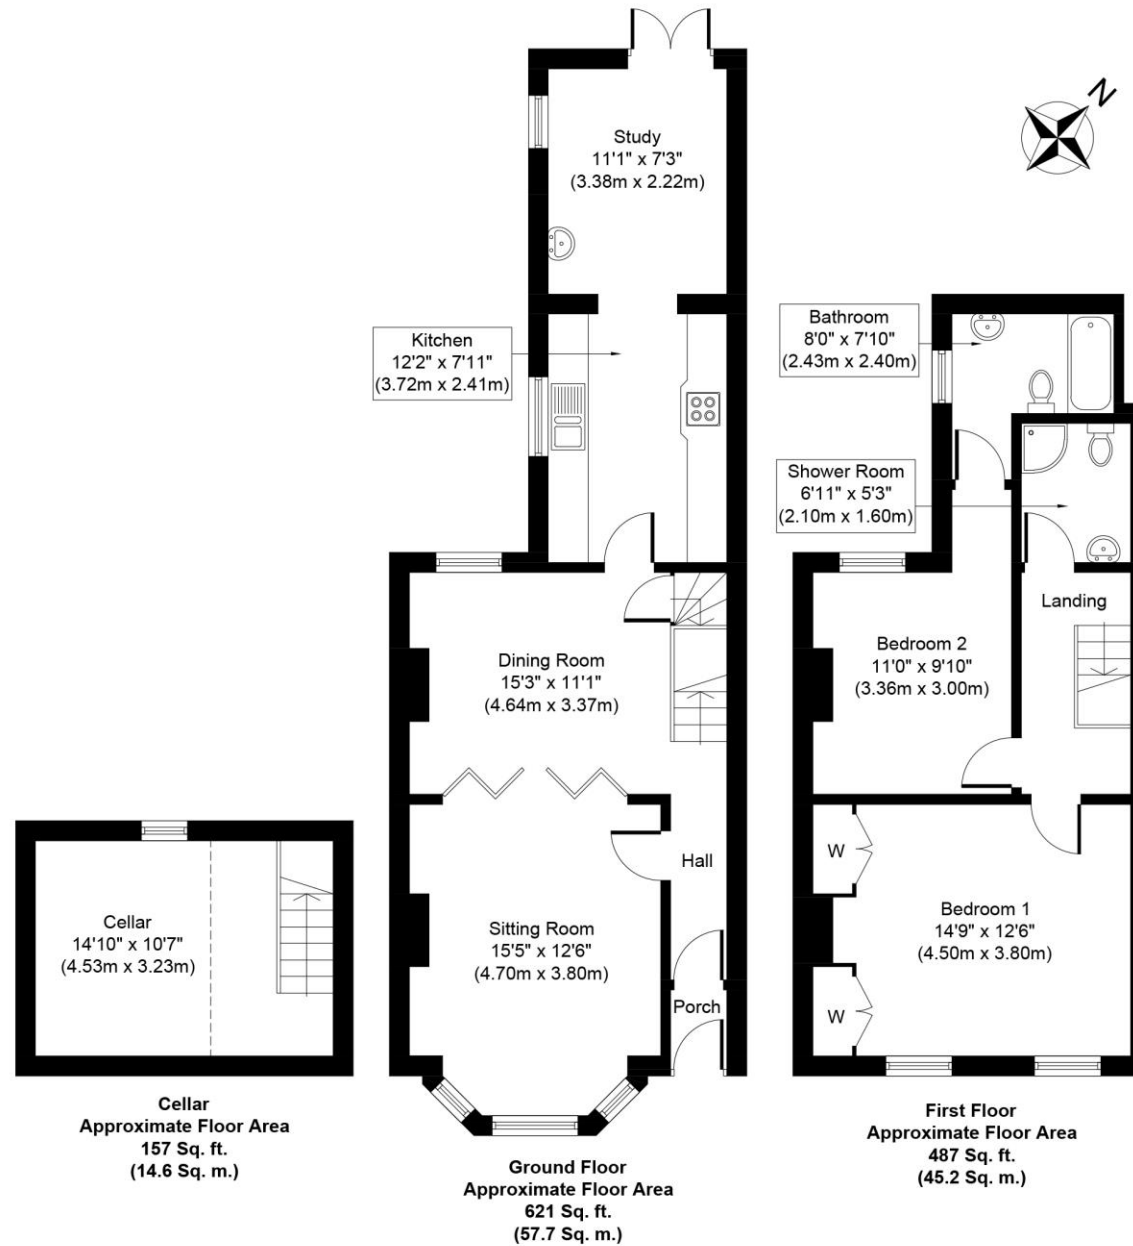 N
Study
11'1" x 7'3"
(3.38m x 2.22m)
Kitchen
12'2" x 7'11"
(3.72m x 2.41m)
Bathroom
8'0" x 7'10"
(2.43m x 2.40m)
Shower Room
6'11" x 5'3"
(2.10m x 1.60m)
Landing
Dining Room
15'3" x 11'1"
(4.64m x 3.37m)
Bedroom 2
11'0" x 9'10"
(3.36m x 3.00m)
Hall
Sitting Room
15'5" x 12'6"
(4.70m x 3.80m)
Porch
W
Bedroom 1
14'9" x 12'6"
(4.50m x 3.80m)
W
Cellar
14'10" x 10'7"
(4.53m x 3.23m)
Cellar
Approximate Floor Area
157 Sq. ft.
(14.6 Sq. m.)
Ground Floor
Approximate Floor Area
621 Sq. ft.
(57.7 Sq. m.)
First Floor
Approximate Floor Area
487 Sq. ft.
(45.2 Sq. m.)